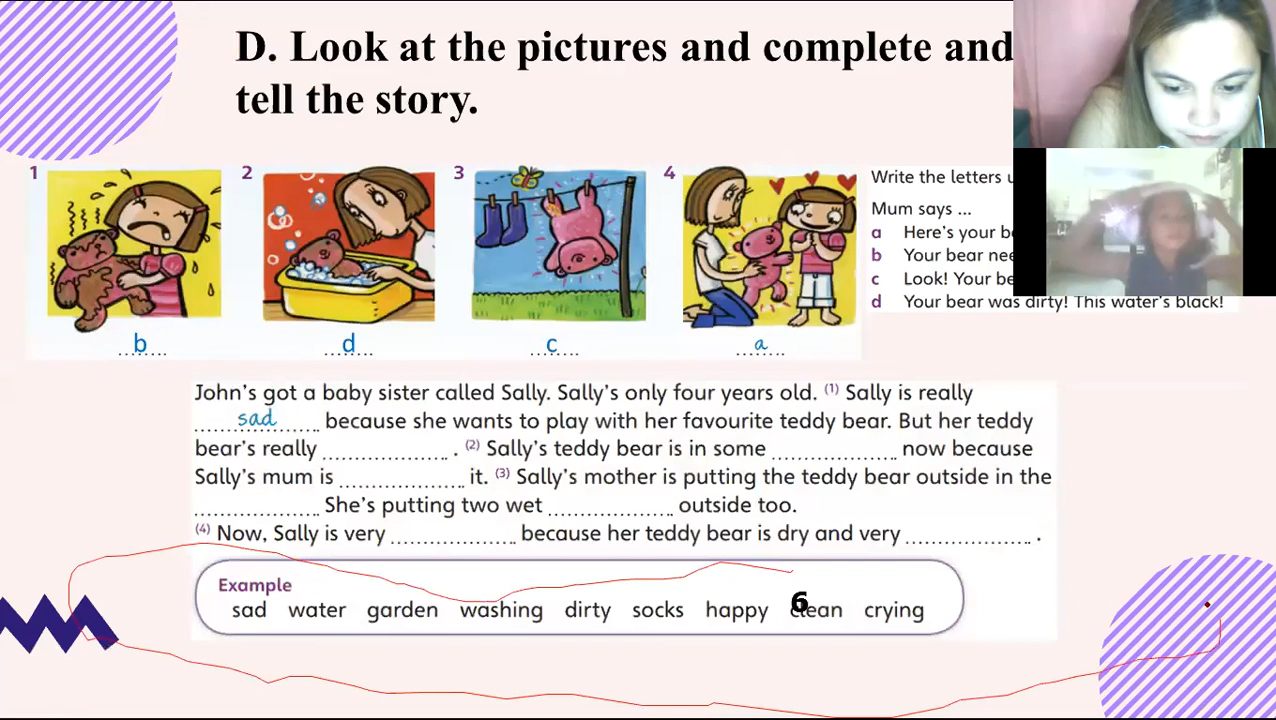 D. Look at the pictures and complete and
tell the story.
1 2 3 4
b d c a
Write the letters
Mum says ...
a Here's your
b Your bear
c Look! Your
d Your bear was dirty! This water's black!
John's got a baby sister called Sally. Sally's only four years old. (1) Sally is really
sad because she wants to play with her favourite teddy bear. But her teddy
bear's really .................... . (2) Sally's teddy bear is in some .................... now because
Sally's mum is .................... it. (3) Sally's mother is putting the teddy bear outside in the
.................... She's putting two wet .................... outside too.
(4) Now, Sally is very .................... because her teddy bear is dry and very .................... .
Example
sad water garden washing dirty socks happy clean crying
6